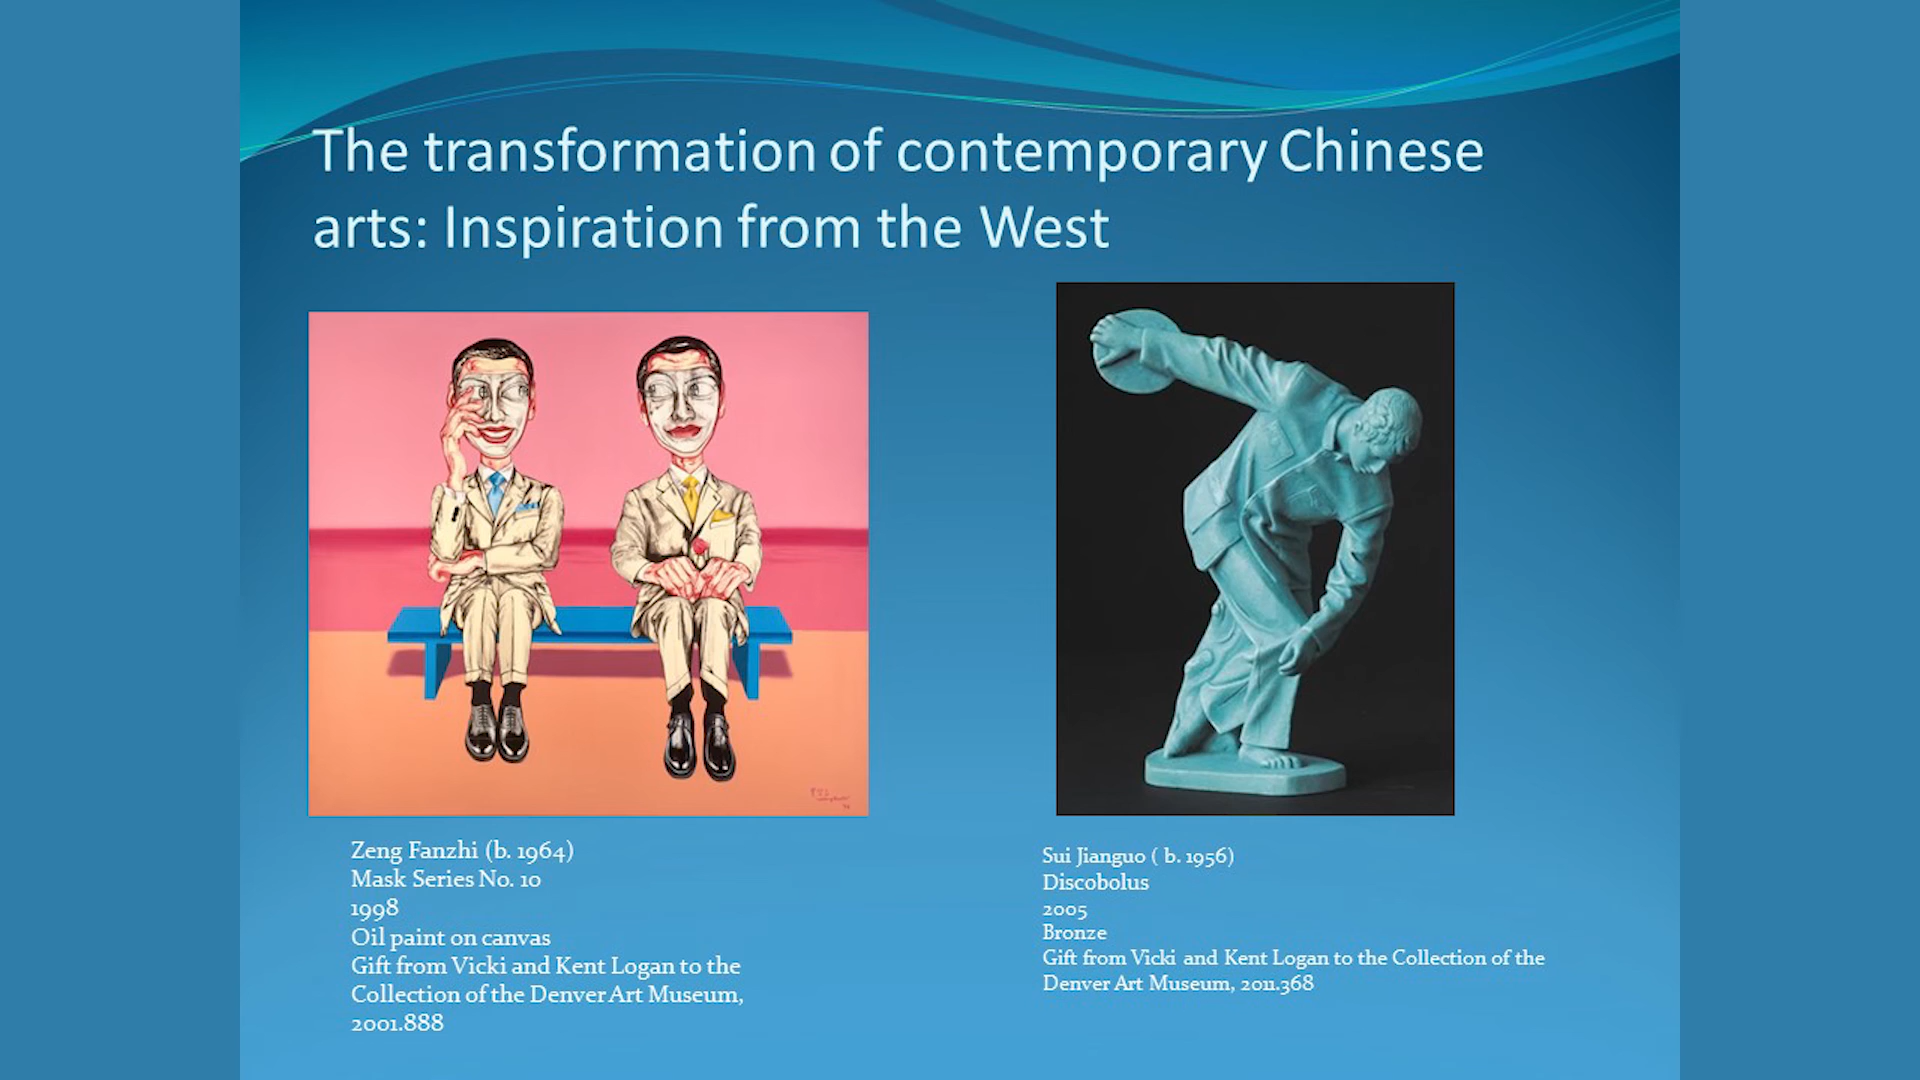 The transformation of contemporary Chinese
arts: Inspiration from the West
Zeng Fanzhi (b. 1964)
Mask Series No. 10
1998
Oil paint on canvas
Gift from Vicki and Kent Logan to the
Collection of the Denver Art Museum,
2001.888
Sui Jianguo ( b. 1956)
Discobolus
2005
Bronze
Gift from Vicki and Kent Logan to the Collection of the
Denver Art Museum, 2011.368